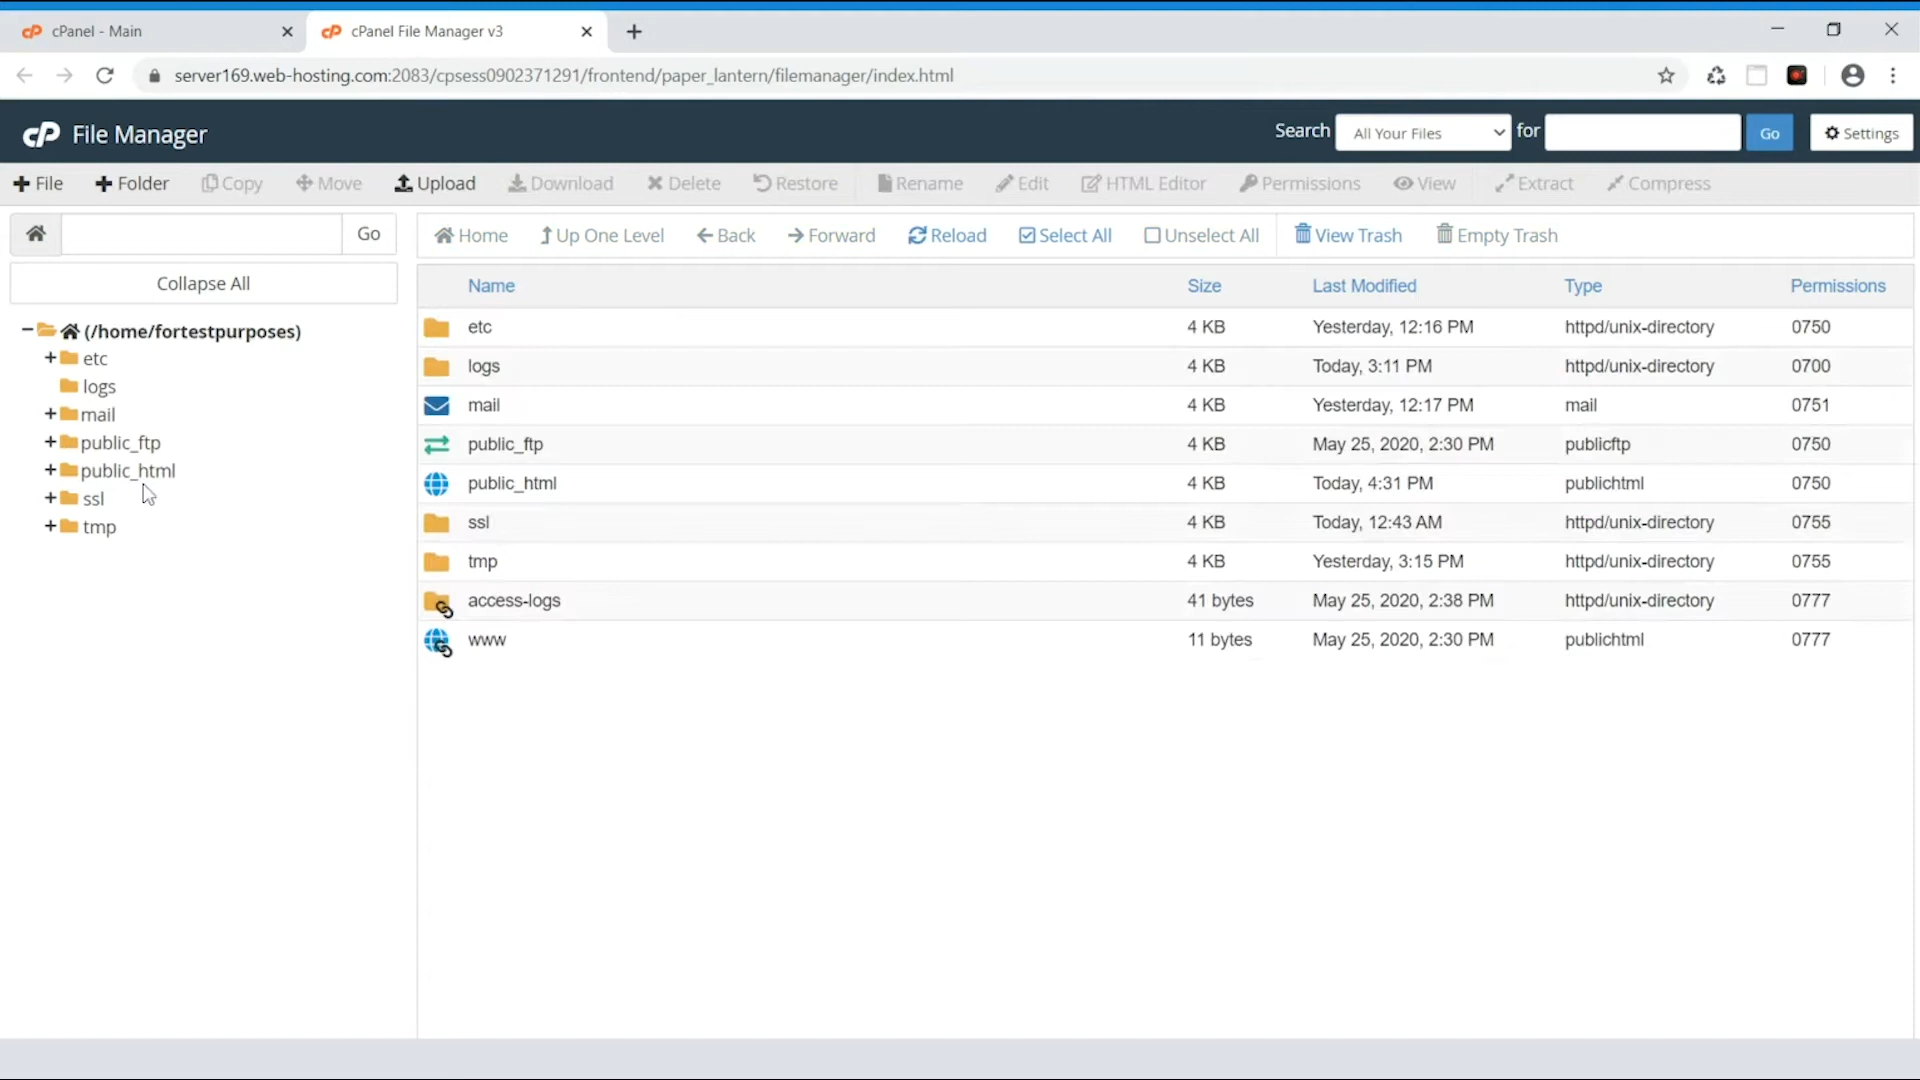 cPanel - Main
cPanel File Manager v3
server169.web-hosting.com:2083/cpsess0902371291/frontend/paper_lantern/filemanager/index.html
cP File Manager
Search All Your Files for Go Settings
File Folder Copy Move Upload Download Delete Restore Rename Edit HTML Editor Permissions View Extract Compress
Go
Home Up One Level Back Forward Reload Select All Unselect All View Trash Empty Trash
Collapse All
(/home/fortestpurposes)
etc
logs
mail
public_ftp
public_html
ssl
tmp
Name Size Last Modified Type Permissions
etc 4 KB Yesterday, 12:16 PM httpd/unix-directory 0750
logs 4 KB Today, 3:11 PM httpd/unix-directory 0700
mail 4 KB Yesterday, 12:17 PM mail 0751
public_ftp 4 KB May 25, 2020, 2:30 PM publicftp 0750
public_html 4 KB Today, 4:31 PM publichtml 0750
ssl 4 KB Today, 12:43 AM httpd/unix-directory 0755
tmp 4 KB Yesterday, 3:15 PM httpd/unix-directory 0755
access-logs 41 bytes May 25, 2020, 2:38 PM httpd/unix-directory 0777
www 11 bytes May 25, 2020, 2:30 PM publichtml 0777